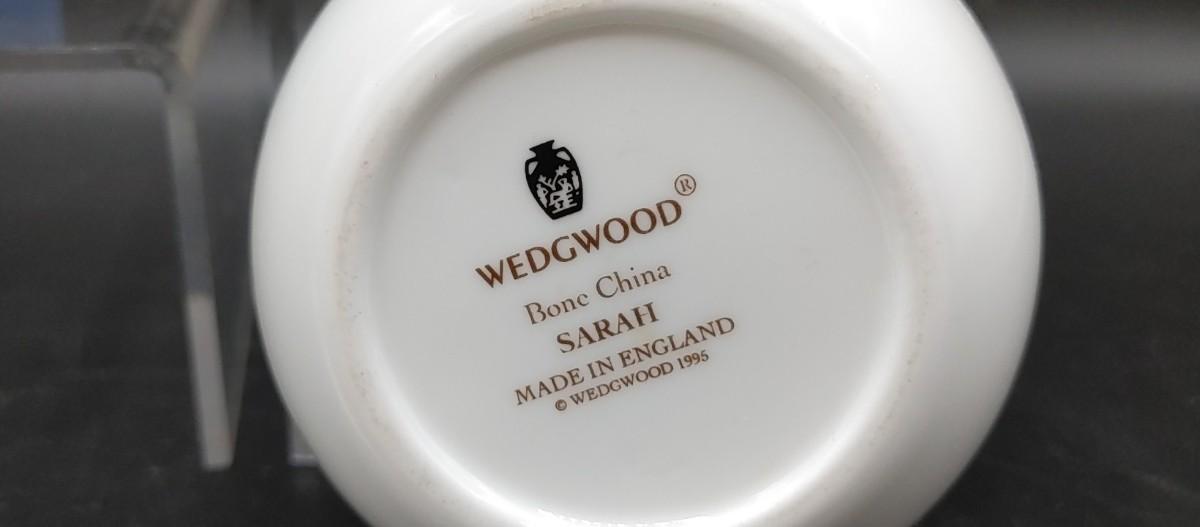 WEDGWOOD®
Bone China
SARAH
MADE IN ENGLAND
© WEDGWOOD 1995